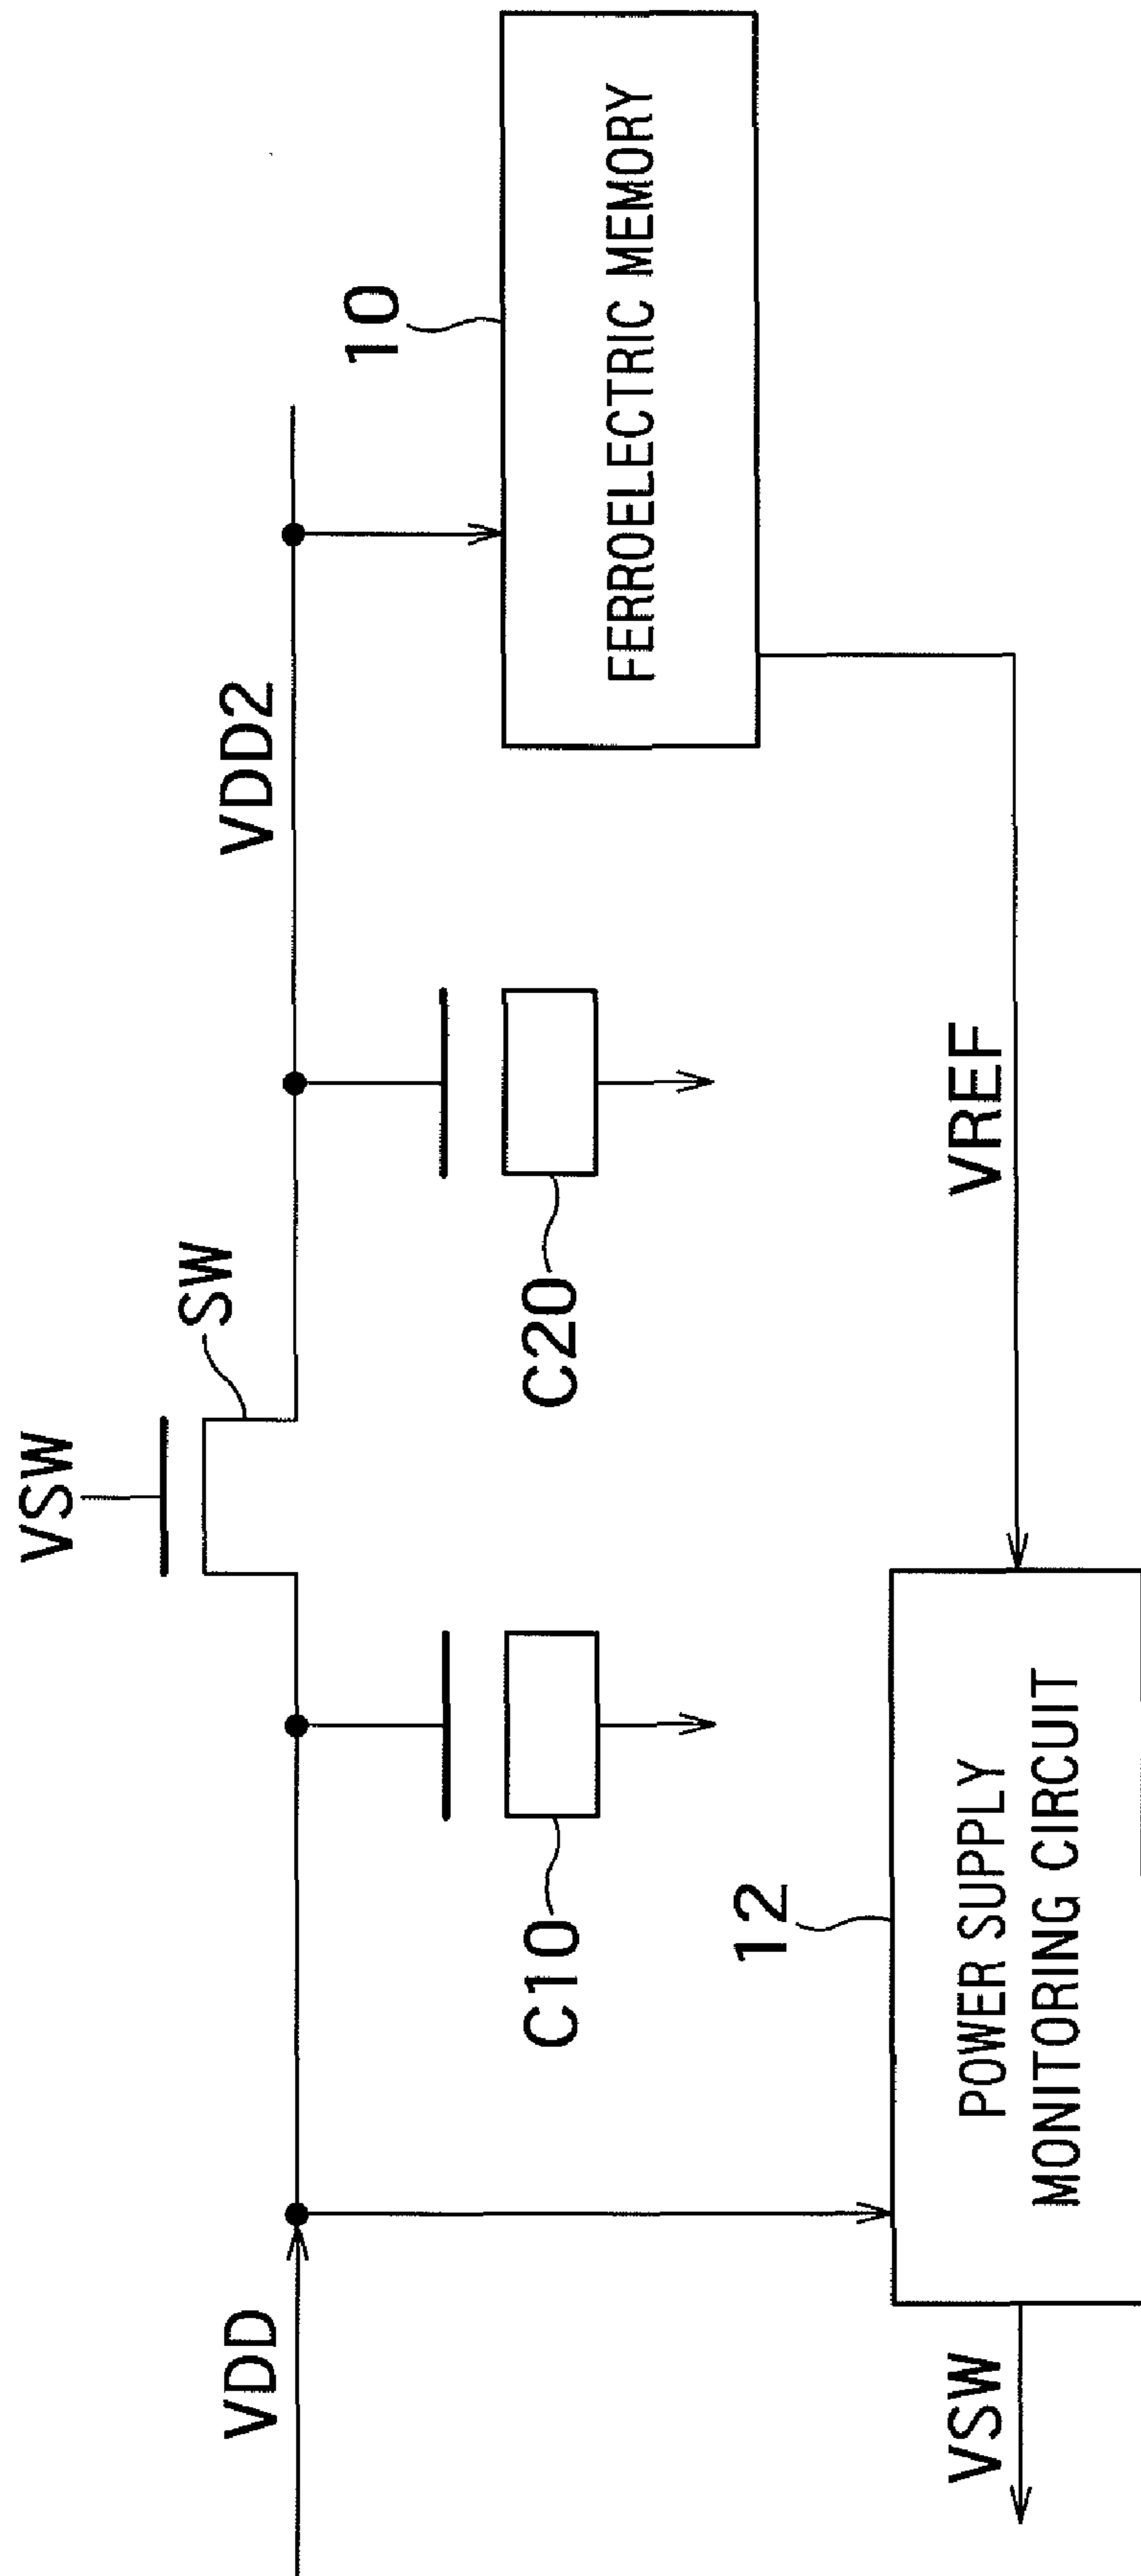 VSW
SW
VDD
VDD2
10
C10
C20
FERROELECTRIC MEMORY
12
VREF
POWER SUPPLY
MONITORING CIRCUIT
VSW